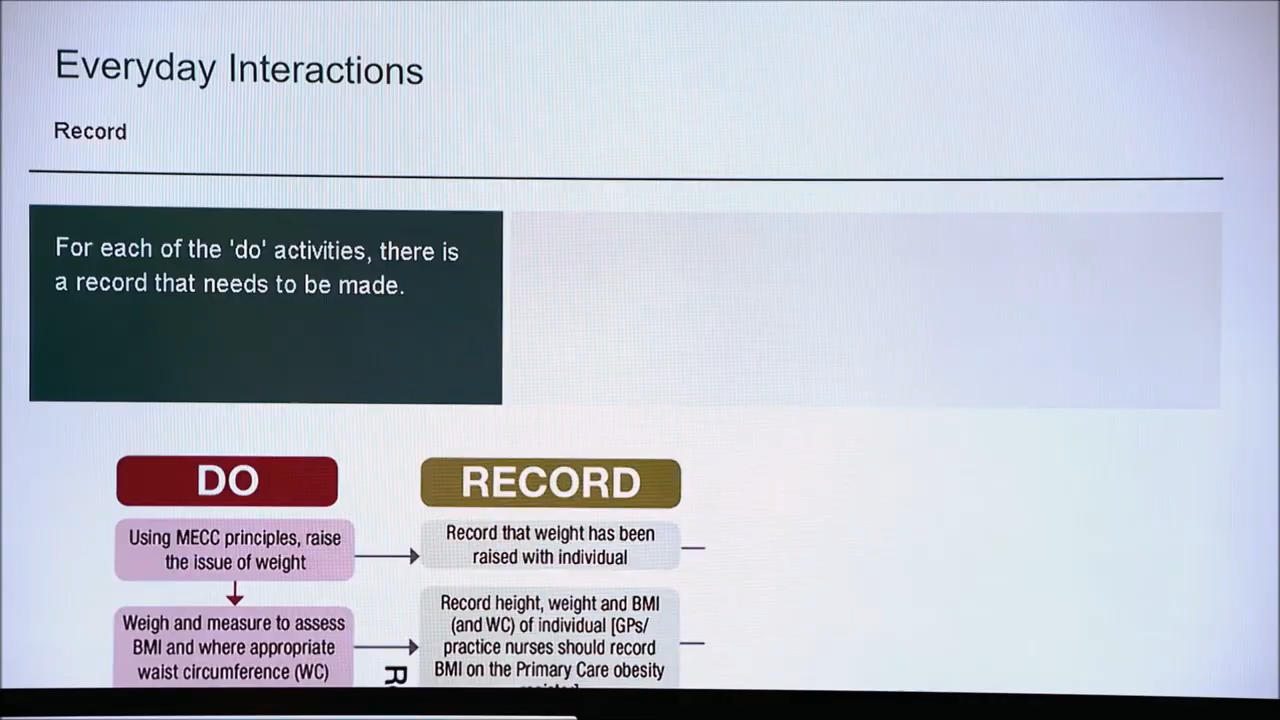 Everyday Interactions
Record
For each of the 'do' activities, there is
a record that needs to be made.
DO
RECORD
Using MECC principles, raise
the issue of weight
Record that weight has been
raised with individual
Weigh and measure to assess
BMI and where appropriate
waist circumference (WC)
Record height, weight and BMI
(and WC) of individual [GPs/
practice nurses should record
BMI on the Primary Care obesity